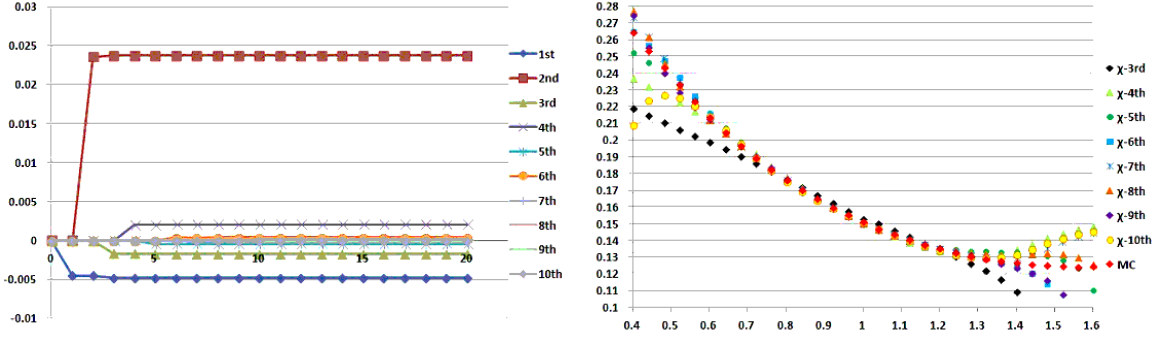 0.03
0.025
0.02
0.015
0.01
0.005
0
-0.005
-0.01
0 5 10 15 20
1st
2nd
3rd
4th
5th
6th
7th
8th
9th
10th
0.28
0.27
0.26
0.25
0.24
0.23
0.22
0.21
0.2
0.19
0.18
0.17
0.16
0.15
0.14
0.13
0.12
0.11
0.1
0.4 0.5 0.6 0.7 0.8 0.9 1 1.1 1.2 1.3 1.4 1.5 1.6
χ-3rd
χ-4th
χ-5th
χ-6th
χ-7th
χ-8th
χ-9th
χ-10th
MC